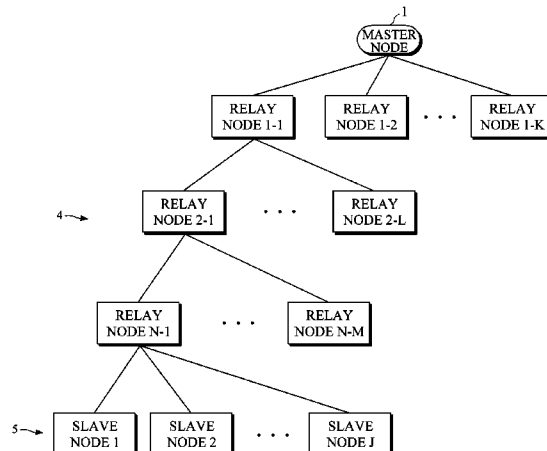 1
MASTER
NODE
RELAY
NODE 1-1
RELAY
NODE 1-2
. . .
RELAY
NODE 1-K
4
RELAY
NODE 2-1
. . .
RELAY
NODE 2-L
RELAY
NODE N-1
. . .
RELAY
NODE N-M
5
SLAVE
NODE 1
SLAVE
NODE 2
. . .
SLAVE
NODE J